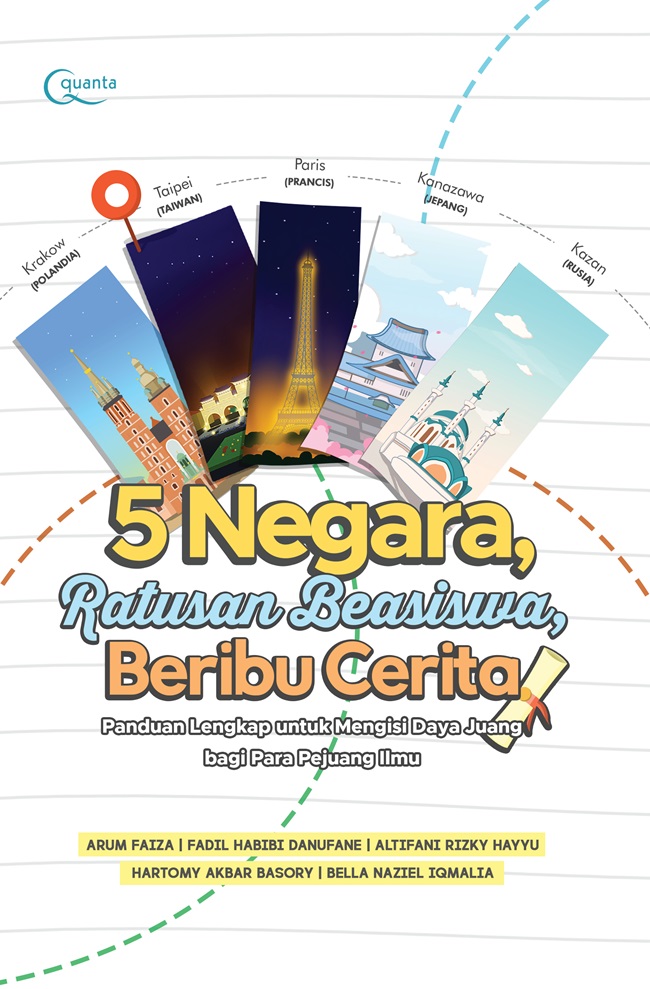 quanta
Krakow
(POLANDIA)
Taipei
(TAIWAN)
Paris
(PRANCIS)
Kanazawa
(JEPANG)
Kazan
(RUSIA)
5 Negara,
Ratusan Beasiswa,
Beribu Cerita
Panduan Lengkap untuk Mengisi Daya Juang
bagi Para Pejuang Ilmu
ARUM FAIZA | FADIL HABIBI DANUFANE | ALTIFANI RIZKY HAYYU
HARTOMY AKBAR BASORY | BELLA NAZIEL IQMALIA